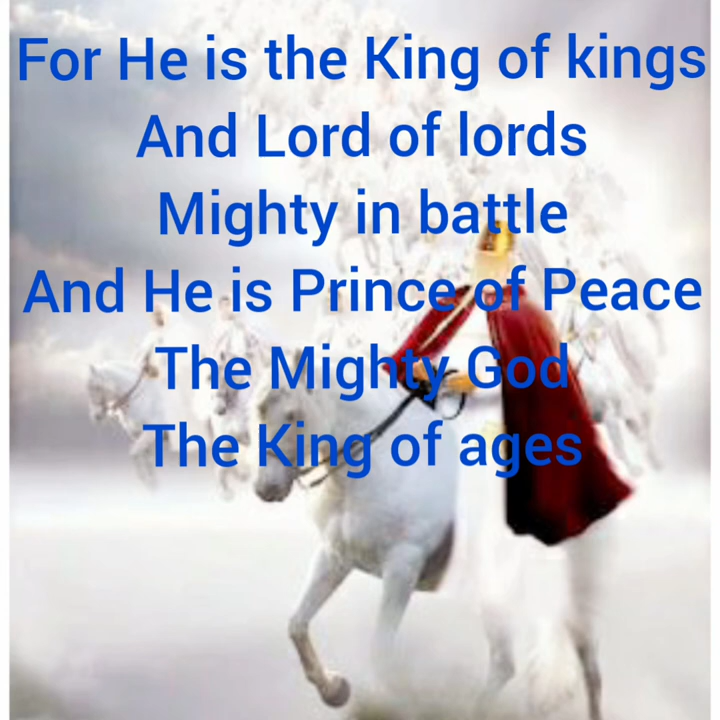 For He is the King of kings
And Lord of lords
Mighty in battle
And He is Prince of Peace
The Mighty God
The King of ages